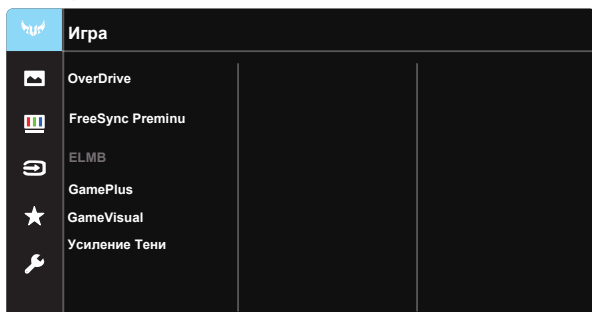 Игра
OverDrive
FreeSync Preminu
ELMB
GamePlus
GameVisual
Усиление Тени